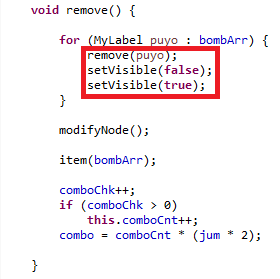 void remove() {
for (MyLabel puyo : bombArr) {
remove(puyo);
setVisible(false);
setVisible(true);
}
modifyNode();
item(bombArr);
comboChk++;
if (comboChk > 0)
this.comboCnt++;
combo = comboCnt * (jum * 2);
}